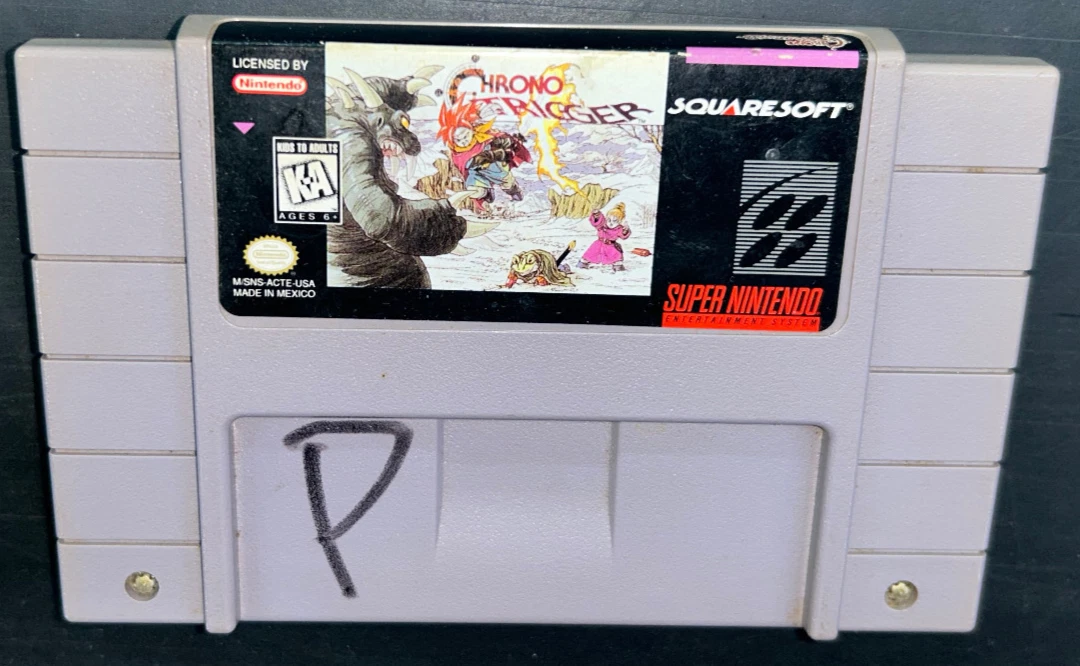 LICENSED BY
Nintendo
KIDS TO ADULTS
K-A
AGES 6+
M/SNS-ACTE-USA
MADE IN MEXICO
CHRONO
TRIGGER
SQUARESOFT®
SUPER NINTENDO
ENTERTAINMENT SYSTEM
P